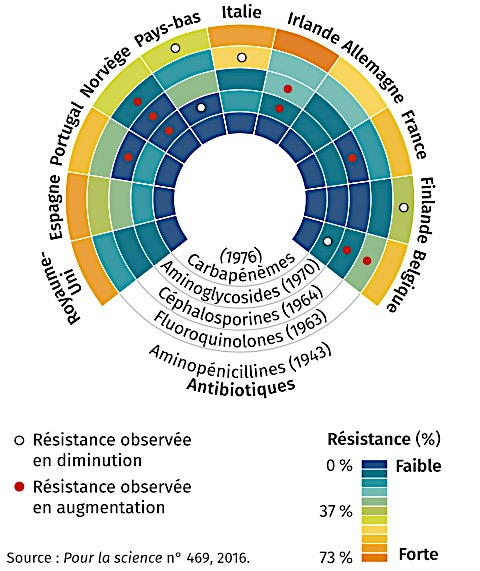 Royaume-
Uni
Espagne
Portugal
Norvège
Pays-bas
Italie
Irlande
Allemagne
France
Finlande
Belgique
(1976)
Carbapénèmes
Aminoglycosides (1970)
Céphalosporines (1964)
Fluoroquinolones (1963)
Aminopénicillines (1943)
Antibiotiques
Résistance observée
en diminution
Résistance observée
en augmentation
Résistance (%)
0 % Faible
37 %
73 % Forte
Source : Pour la science n° 469, 2016.